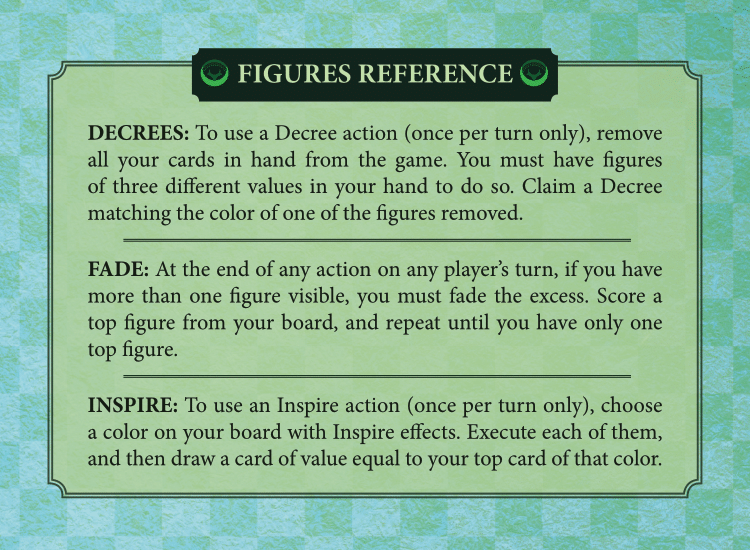 FIGURES REFERENCE
DECREES: To use a Decree action (once per turn only), remove
all your cards in hand from the game. You must have figures
of three different values in your hand to do so. Claim a Decree
matching the color of one of the figures removed.
FADE: At the end of any action on any player’s turn, if you have
more than one figure visible, you must fade the excess. Score a
top figure from your board, and repeat until you have only one
top figure.
INSPIRE: To use an Inspire action (once per turn only), choose
a color on your board with Inspire effects. Execute each of them,
and then draw a card of value equal to your top card of that color.